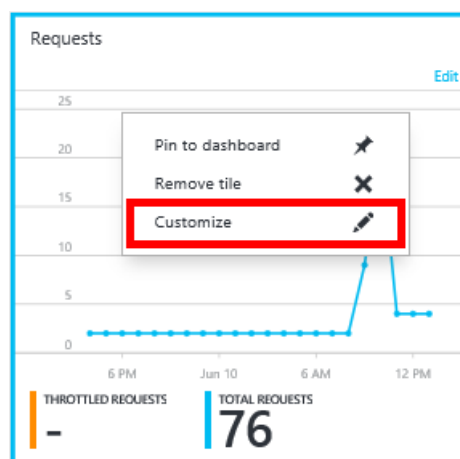 Requests
Edit
25
20
15
10
5
0
Pin to dashboard
Remove tile
Customize
6 PM Jun 10 6 AM 12 PM
THROTTLED REQUESTS TOTAL REQUESTS
- 76